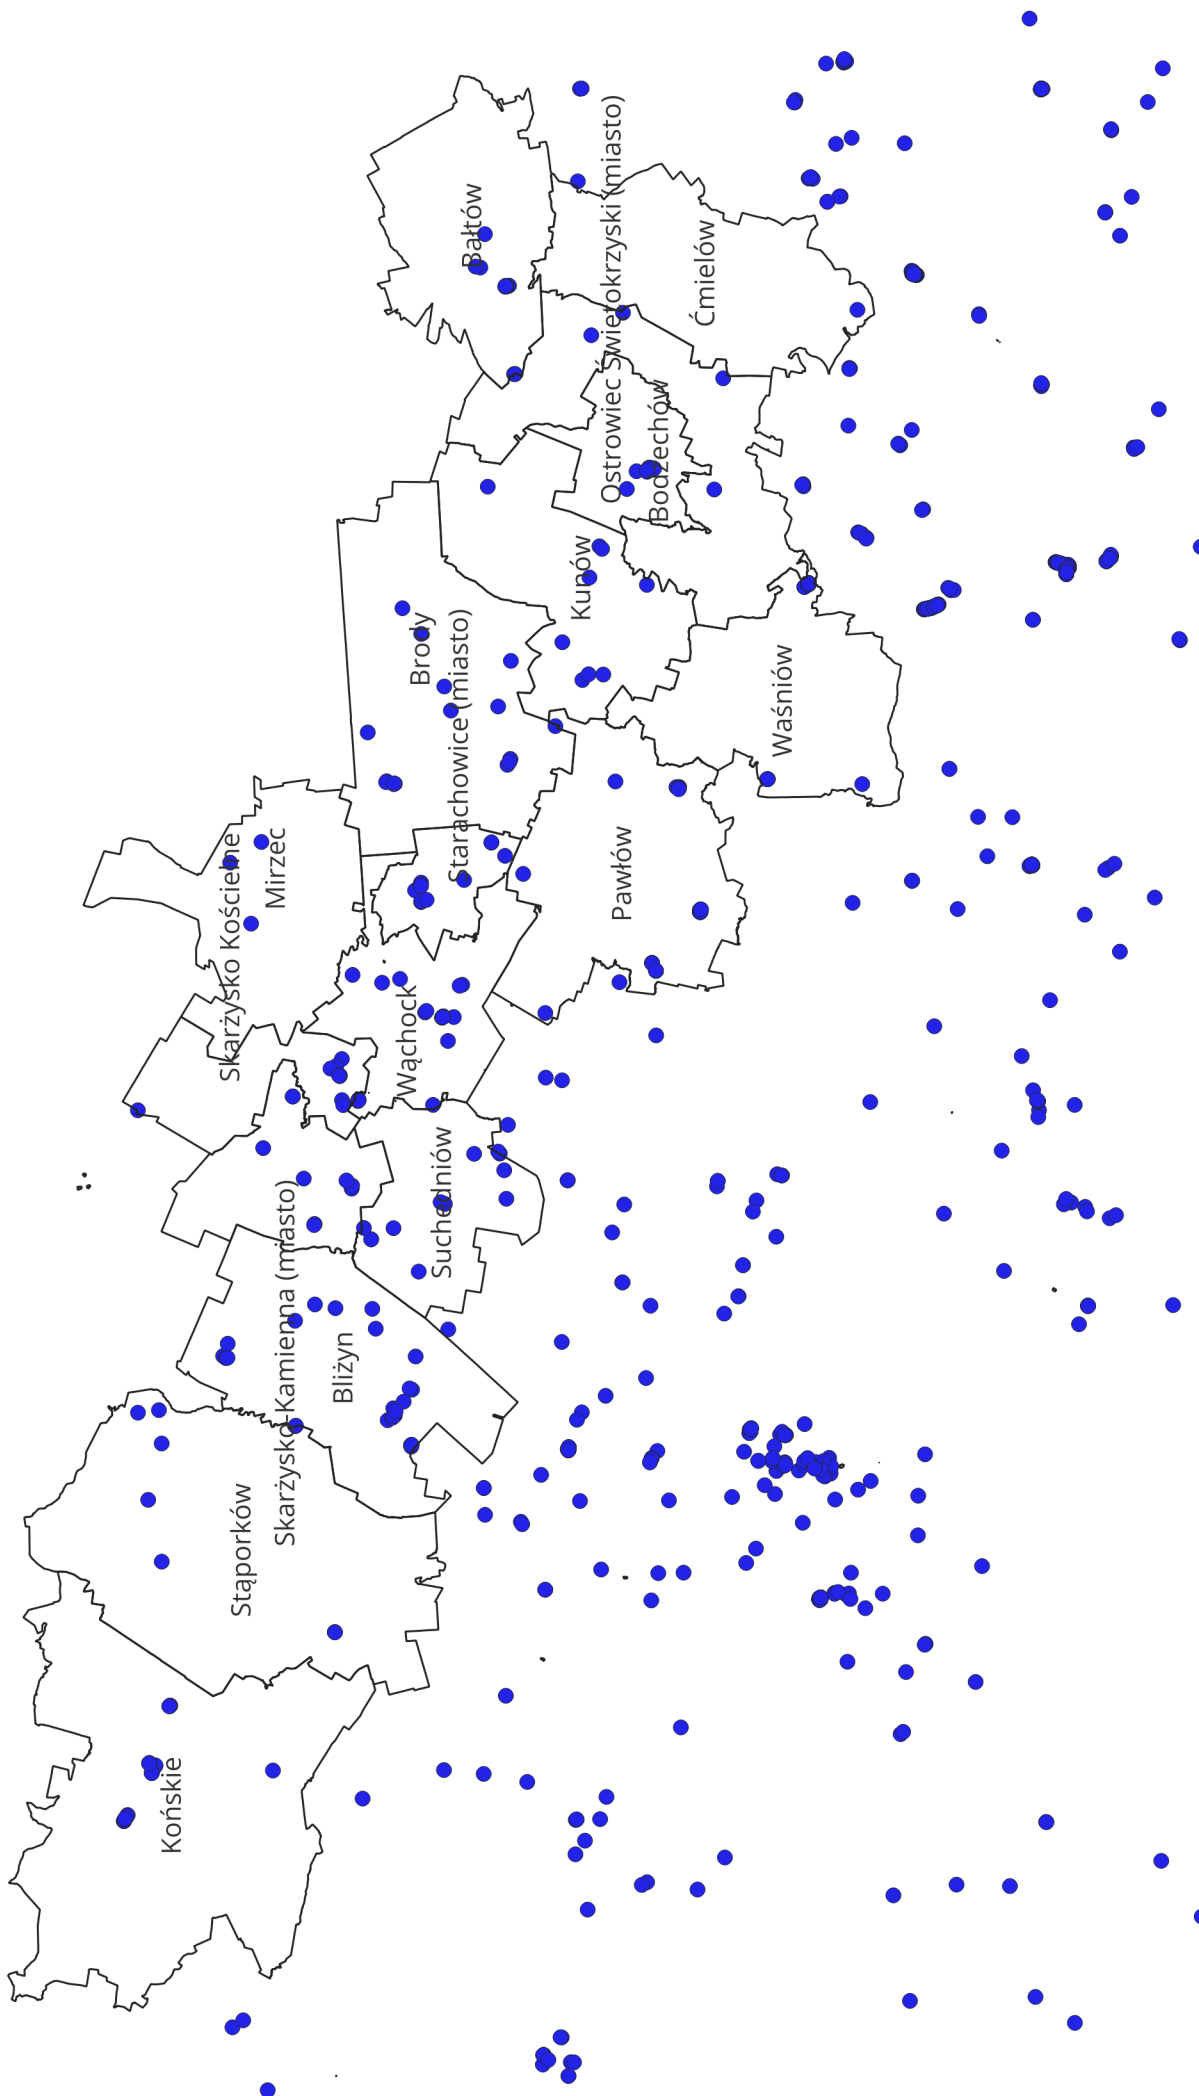 Bałtów
Ostrowiec Świętokrzyski (miasto)
Ćmielów
Bodzechów
Kunów
Brody
Starachowice (miasto)
Waśniów
Mirzec
Skarżysko Kościelne
Pawłów
Wąchock
Suchedniów
Skarżysko-Kamienna (miasto)
Bliżyn
Stąporków
Końskie